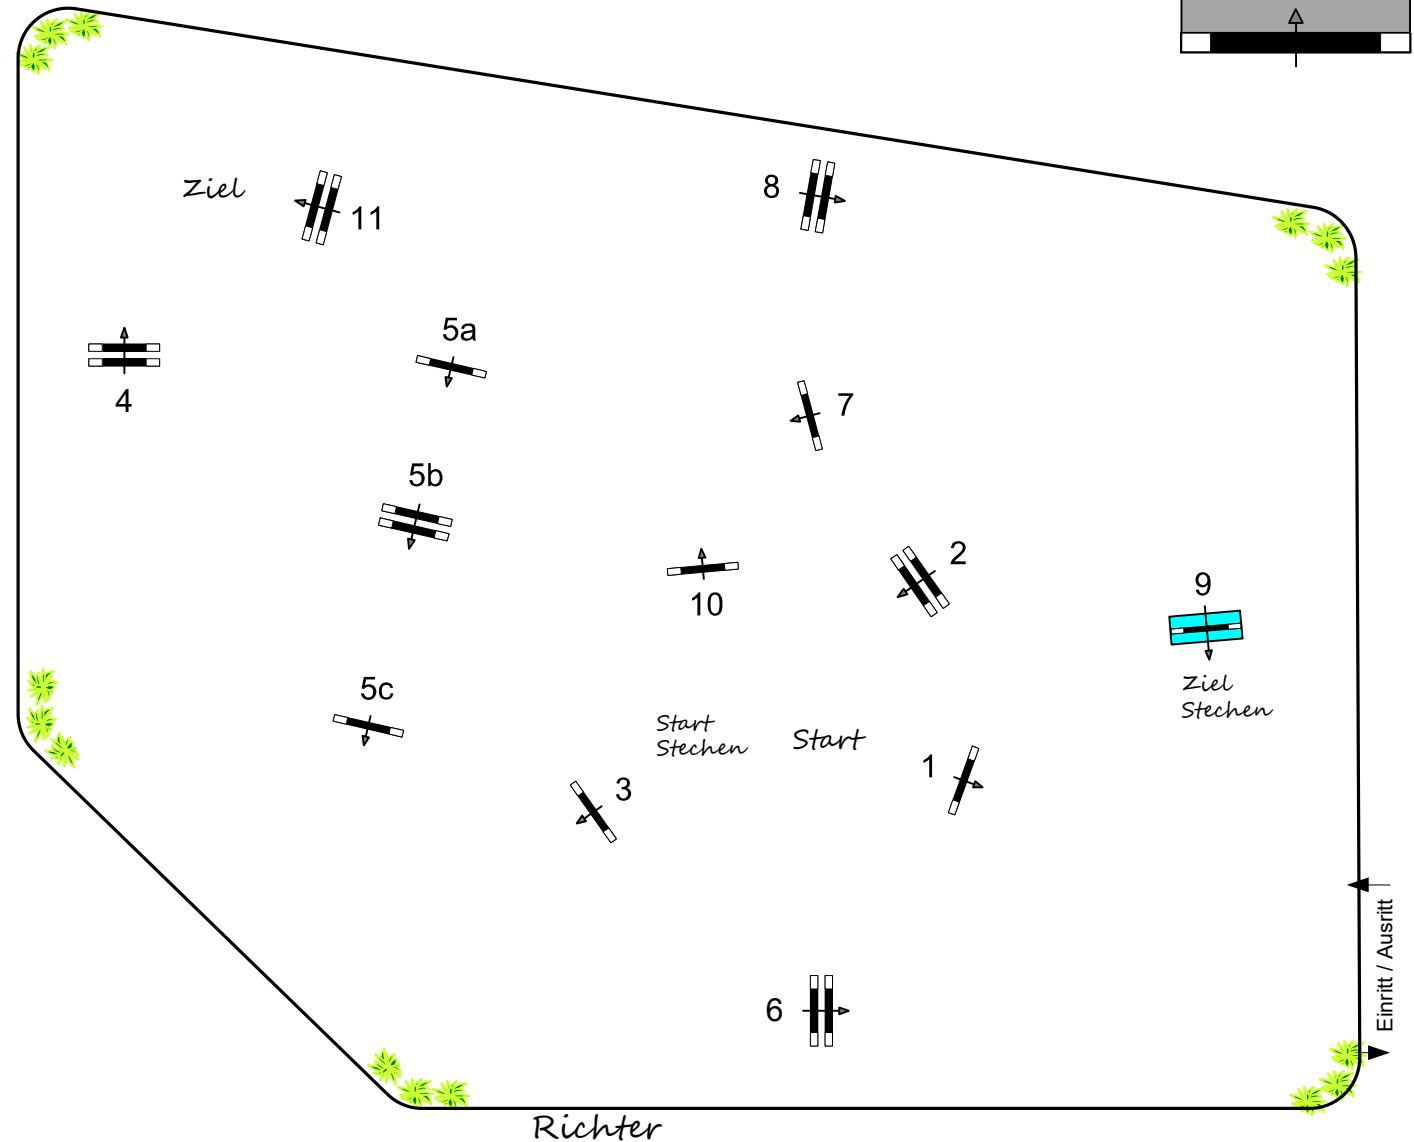 8
Ziel
11
5a
4
7
5b
2
10
9
5c
Ziel
Stechen
Start
Stechen
Start
1
3
Einritt / Ausritt
6
Richter